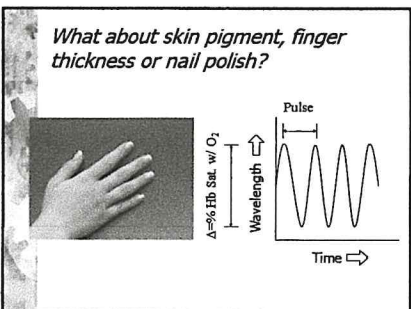 What about skin pigment, finger
thickness or nail polish?
Pulse
Δ=% Hb Sat. w/ O₂
Wavelength
Time